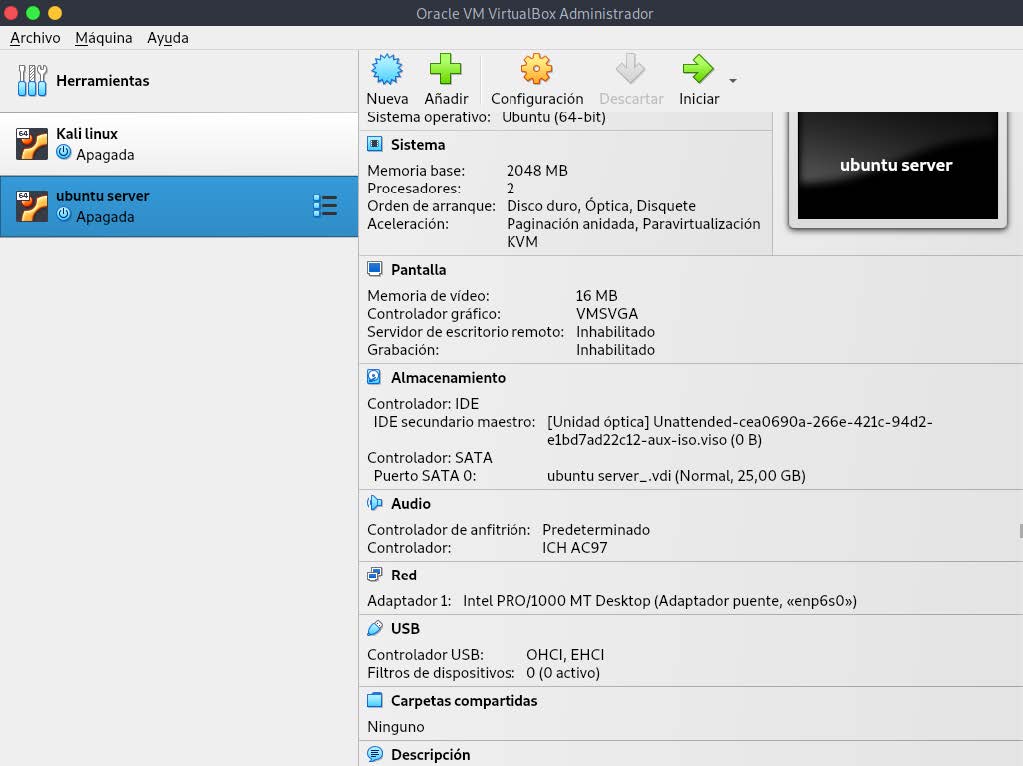 Oracle VM VirtualBox Administrador
Archivo Máquina Ayuda
Herramientas
64
Kali linux
Apagada
64
ubuntu server
Apagada
Nueva Añadir Configuración Descartar Iniciar
Sistema operativo: Ubuntu (64-bit)
Sistema
Memoria base: 2048 MB
Procesadores: 2
Orden de arranque: Disco duro, Óptica, Disquete
Aceleración: Paginación anidada, Paravirtualización
KVM
ubuntu server
Pantalla
Memoria de vídeo: 16 MB
Controlador gráfico: VMSVGA
Servidor de escritorio remoto: Inhabilitado
Grabación: Inhabilitado
Almacenamiento
Controlador: IDE
IDE secundario maestro: [Unidad óptica] Unattended-cea0690a-266e-421c-94d2-
e1bd7ad22c12-aux-iso.viso (0 B)
Controlador: SATA
Puerto SATA 0: ubuntu server_.vdi (Normal, 25,00 GB)
Audio
Controlador de anfitrión: Predeterminado
Controlador: ICH AC97
Red
Adaptador 1: Intel PRO/1000 MT Desktop (Adaptador puente, «enp6s0»)
USB
Controlador USB: OHCI, EHCI
Filtros de dispositivos: 0 (0 activo)
Carpetas compartidas
Ninguno
Descripción